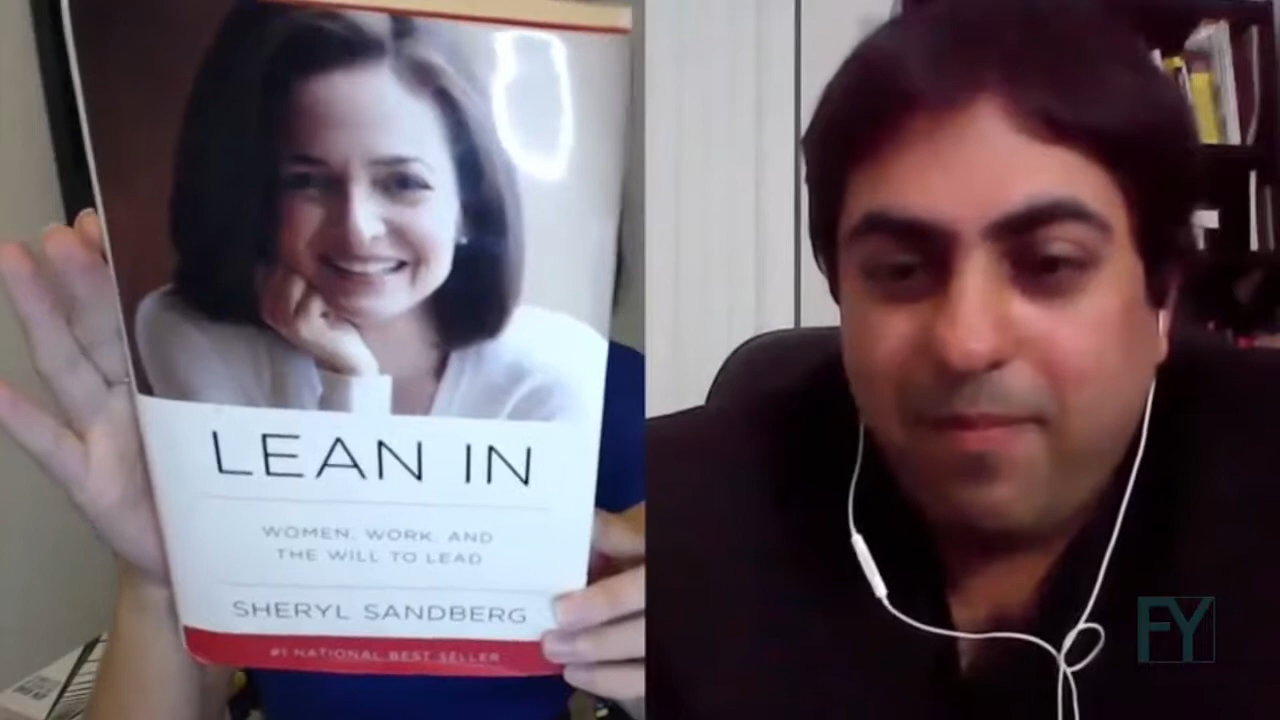 LEAN IN
WOMEN, WORK, AND
THE WILL TO LEAD
SHERYL SANDBERG
#1 NATIONAL BEST SELLER
FY